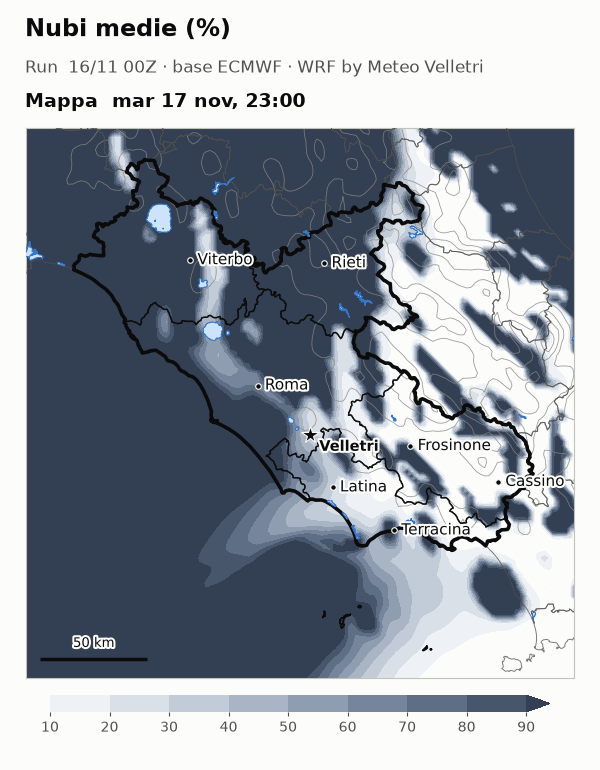 Nubi medie (%)
Run 16/11 00Z · base ECMWF · WRF by Meteo Velletri
Mappa mar 17 nov, 23:00
Viterbo
Rieti
Roma
Velletri
Frosinone
Cassino
Latina
Terracina
50 km
10 20 30 40 50 60 70 80 90